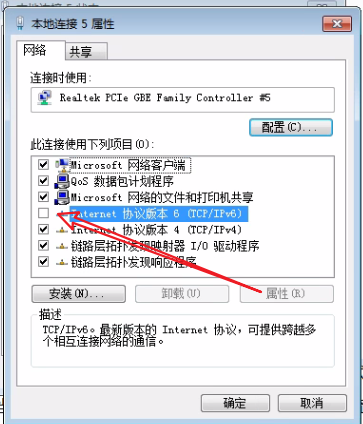 本地连接 5 属性
网络
共享
连接时使用:
Realtek PCIe GBE Family Controller #5
配置(C)...
此连接使用下列项目(O):
Microsoft 网络客户端
QoS 数据包计划程序
Microsoft 网络的文件和打印机共享
Internet 协议版本 6 (TCP/IPv6)
Internet 协议版本 4 (TCP/IPv4)
链路层拓扑发现映射器 I/O 驱动程序
链路层拓扑发现响应程序
安装(N)...
卸载(U)
属性(R)
描述
TCP/IPv6。最新版本的 Internet 协议，可提供跨越多
个相互连接网络的通信。
确定
取消